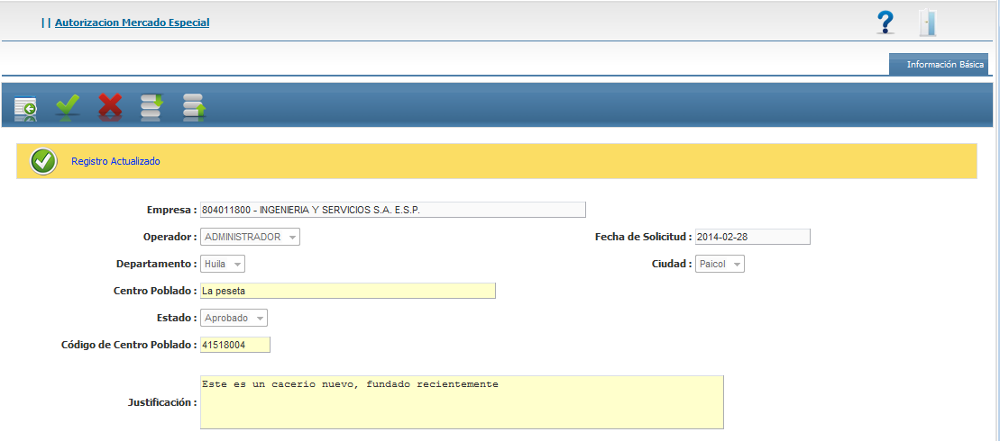 || Autorizacion Mercado Especial
Información Básica
Registro Actualizado
Empresa : 804011800 - INGENIERIA Y SERVICIOS S.A. E.S.P.
Operador : ADMINISTRADOR Fecha de Solicitud : 2014-02-28
Departamento : Huila Ciudad : Paicol
Centro Poblado : La peseta
Estado : Aprobado
Código de Centro Poblado : 41518004
Este es un cacerio nuevo, fundado recientemente
Justificación :